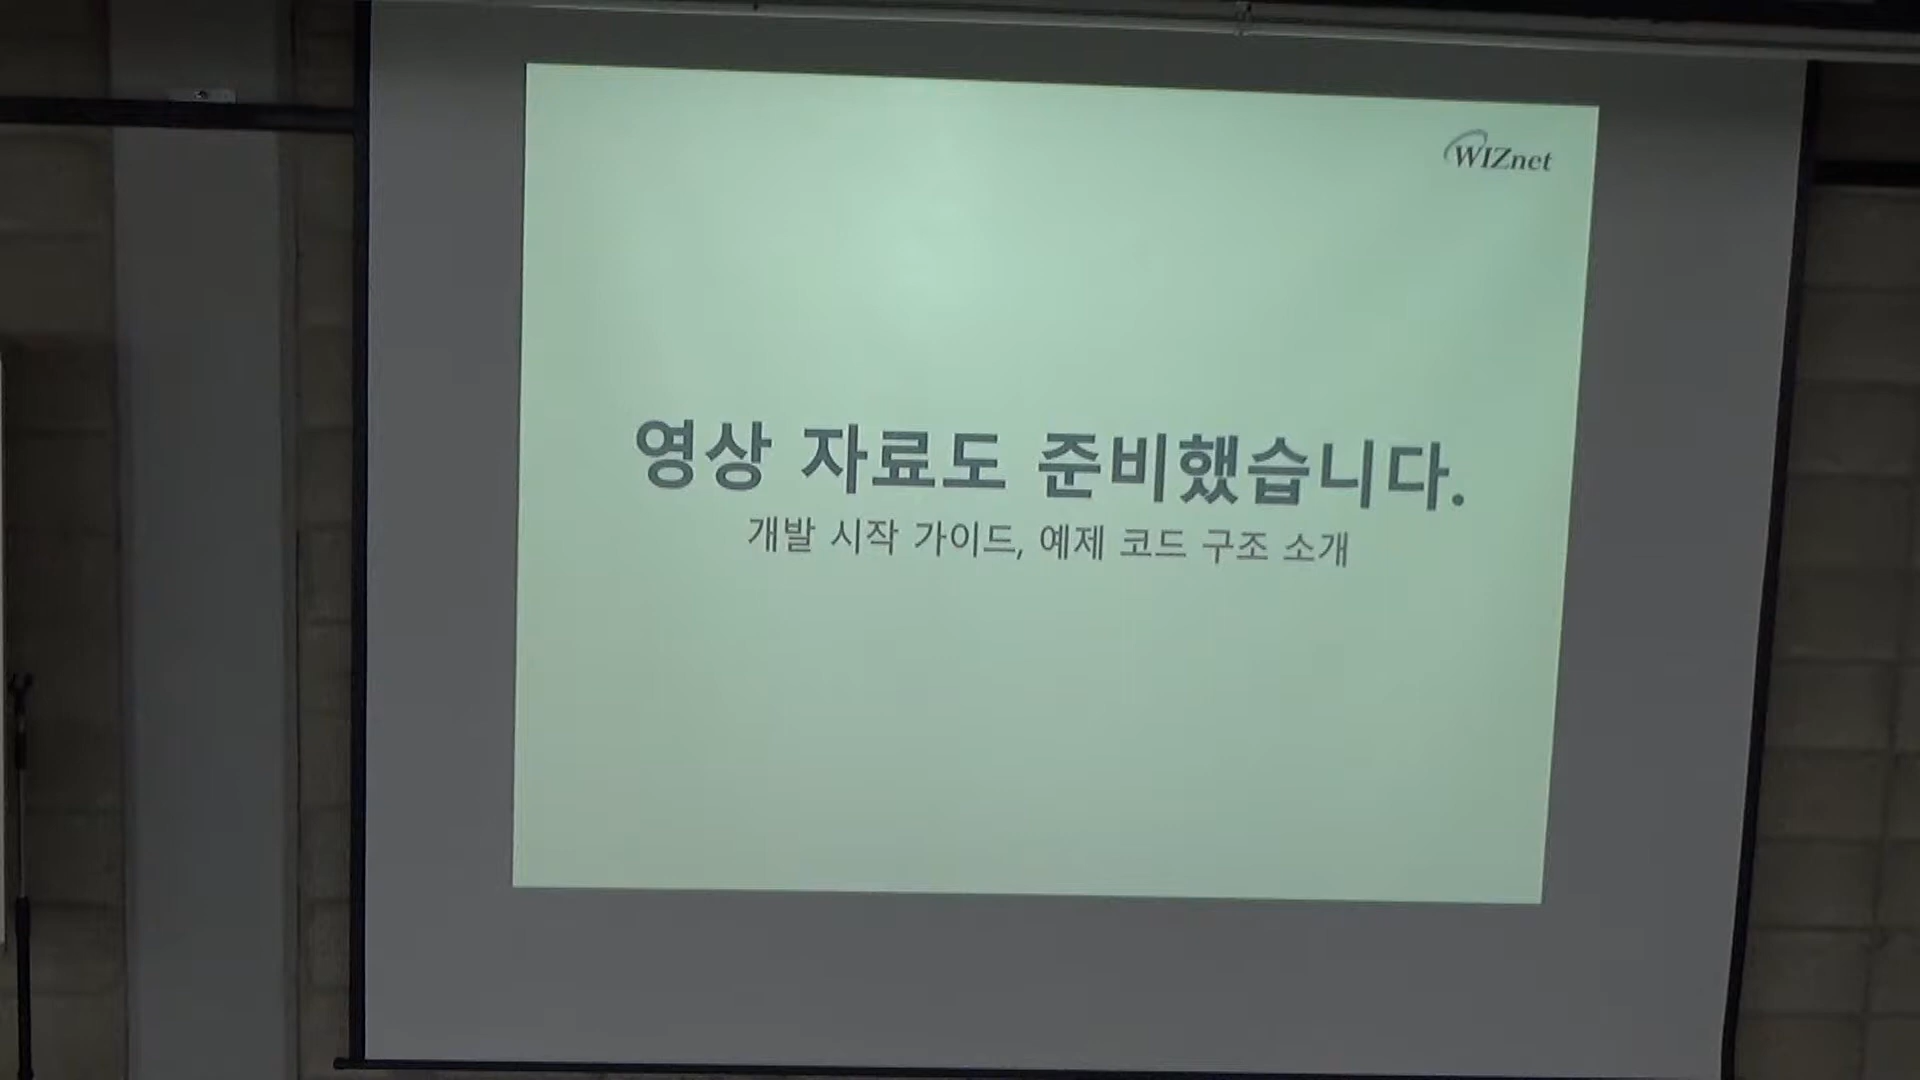 WIZnet
영상 자료도 준비했습니다.
개발 시작 가이드, 예제 코드 구조 소개